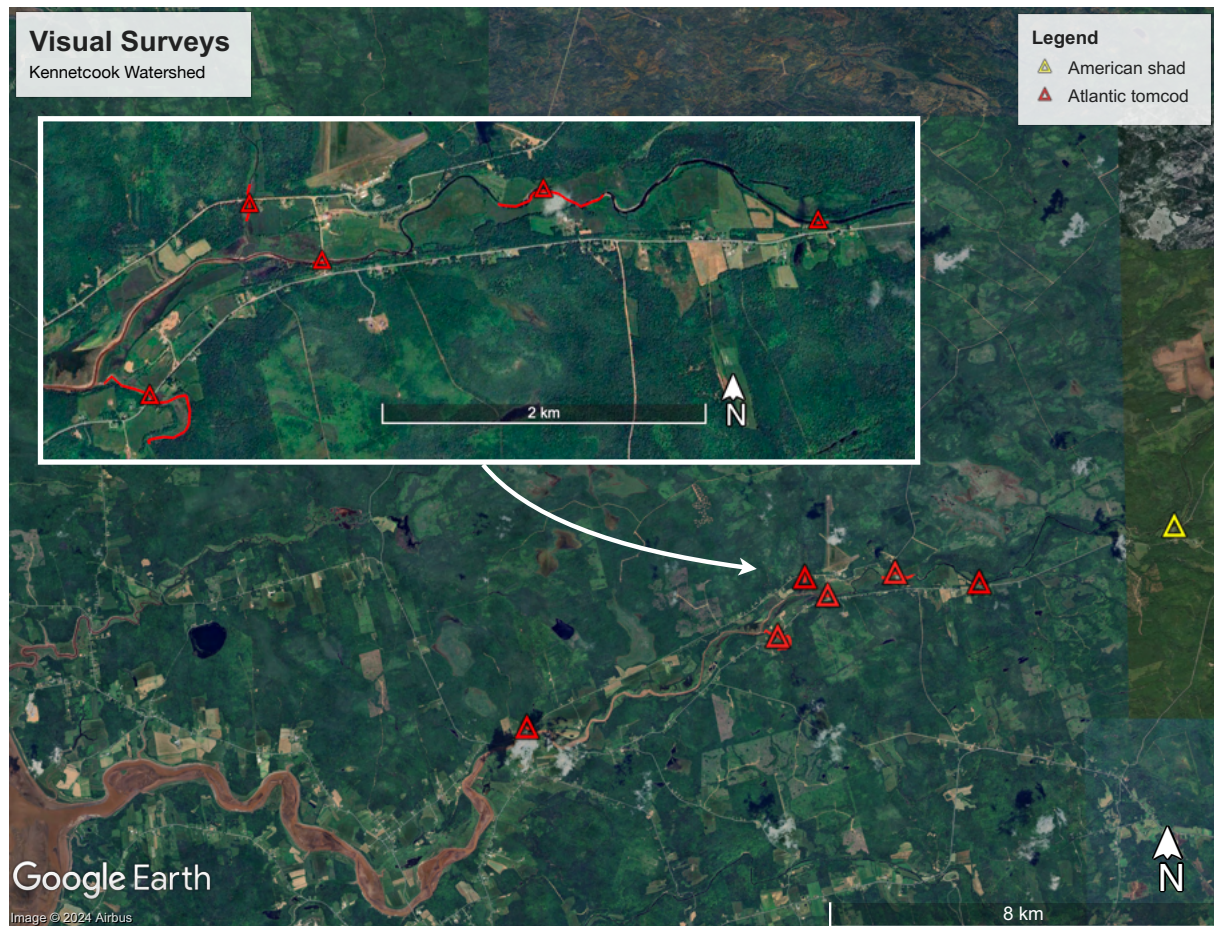 Visual Surveys
Kennetcook Watershed
Legend
American shad
Atlantic tomcod
2 km
N
Google Earth
Image © 2024 Airbus
N
8 km